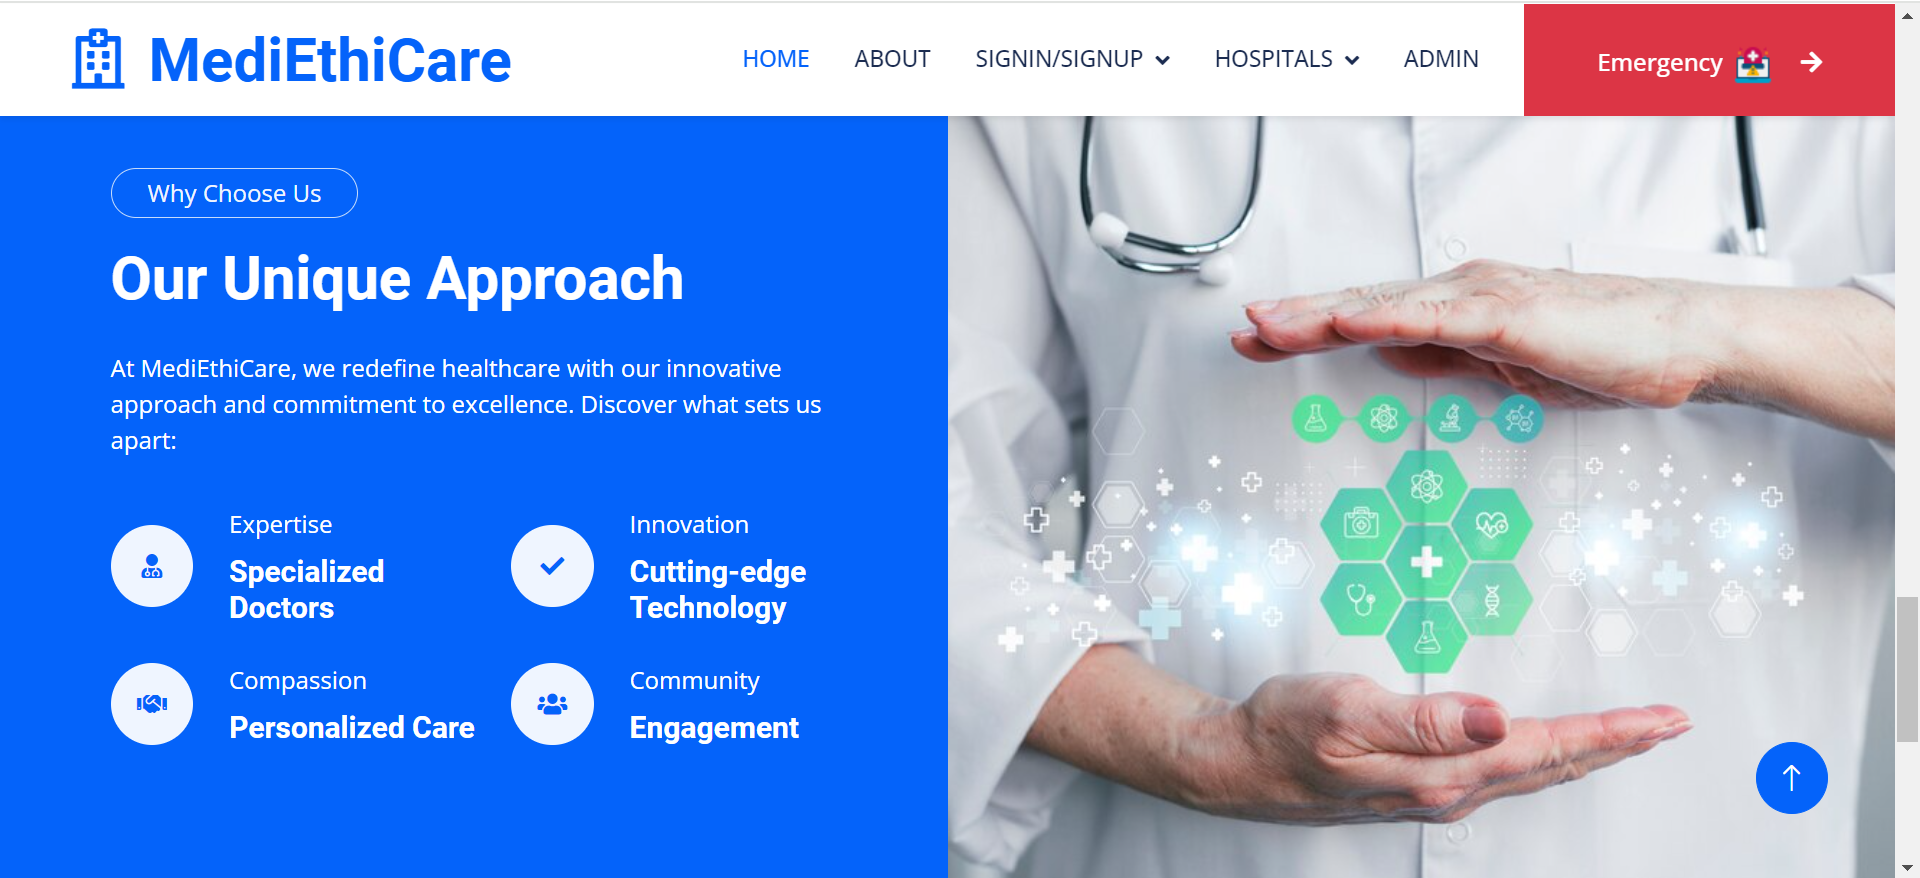 MediEthiCare
HOME ABOUT SIGNIN/SIGNUP HOSPITALS ADMIN
Emergency
Why Choose Us
Our Unique Approach
At MediEthiCare, we redefine healthcare with our innovative
approach and commitment to excellence. Discover what sets us
apart:
Expertise
Specialized
Doctors
Innovation
Cutting-edge
Technology
Compassion
Personalized Care
Community
Engagement